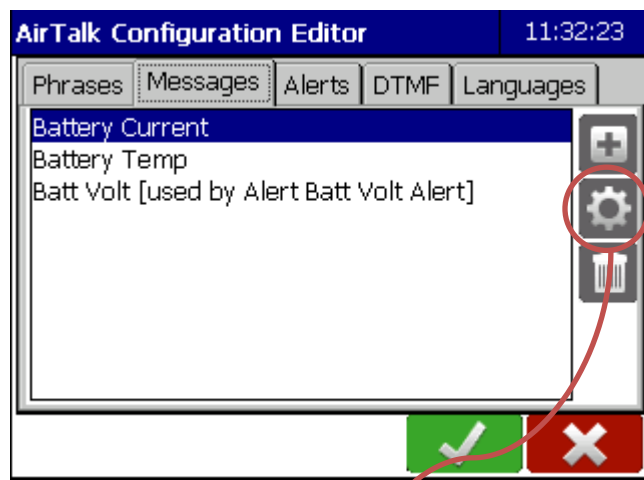 AirTalk Configuration Editor 11:32:23
Phrases Messages Alerts DTMF Languages
Battery Current
Battery Temp
Batt Volt [used by Alert Batt Volt Alert]